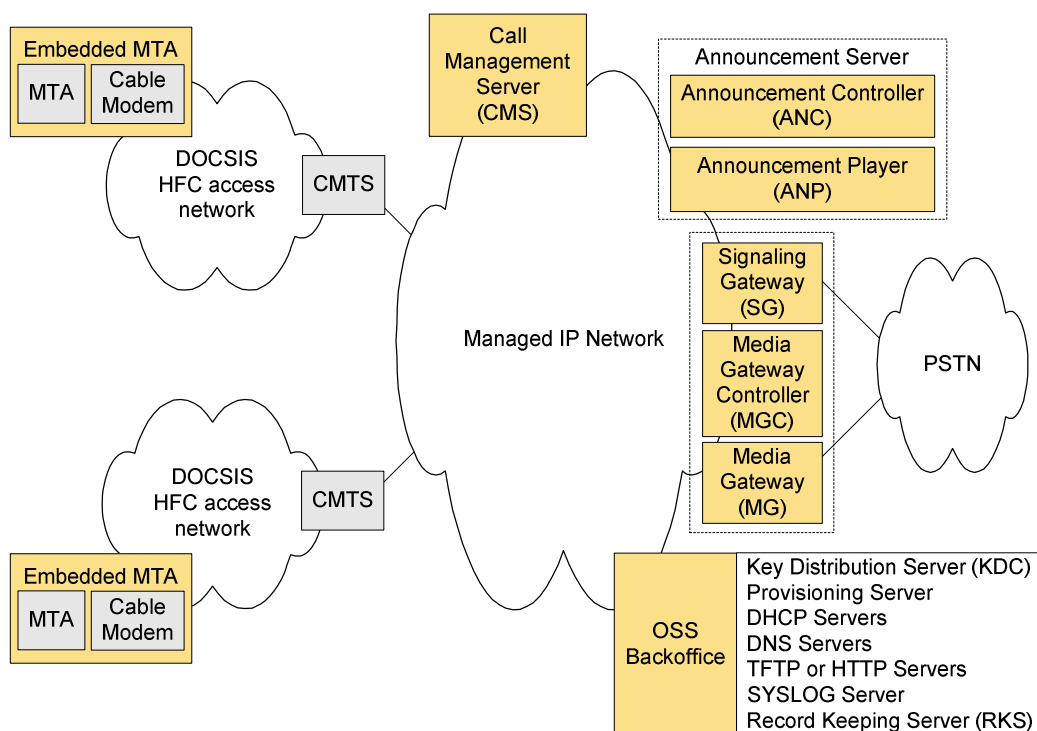 Embedded MTA
MTA
Cable
Modem
DOCSIS
HFC access
network
CMTS
Call
Management
Server
(CMS)
Announcement Server
Announcement Controller
(ANC)
Announcement Player
(ANP)
Signaling
Gateway
(SG)
Managed IP Network
Media
Gateway
Controller
(MGC)
PSTN
Media
Gateway
(MG)
DOCSIS
HFC access
network
CMTS
Embedded MTA
MTA
Cable
Modem
OSS
Backoffice
Key Distribution Server (KDC)
Provisioning Server
DHCP Servers
DNS Servers
TFTP or HTTP Servers
SYSLOG Server
Record Keeping Server (RKS)